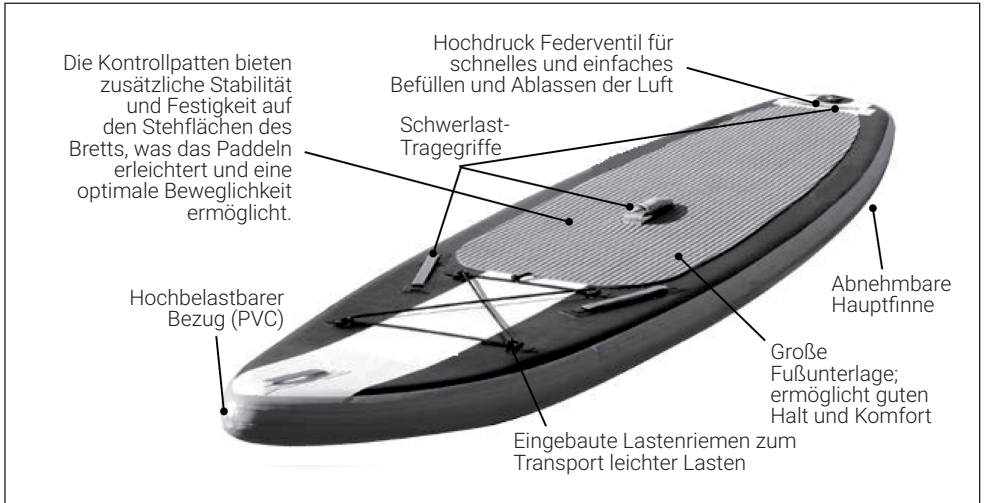 Die Kontrollpatten bieten
zusätzliche Stabilität
und Festigkeit auf
den Stehflächen des
Bretts, was das Paddeln
erleichtert und eine
optimale Beweglichkeit
ermöglicht.
Hochdruck Federventil für
schnelles und einfaches
Befüllen und Ablassen der Luft
Schwerlast-
Tragegriffe
Hochbelastbarer
Bezug (PVC)
Abnehmbare
Hauptfinne
Große
Fußunterlage;
ermöglicht guten
Halt und Komfort
Eingebaute Lastenriemen zum
Transport leichter Lasten